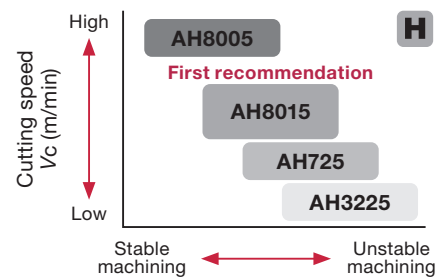 High
AH8005
H
First recommendation
AH8015
Cutting speed
Vc (m/min)
AH725
AH3225
Low
Stable
machining
Unstable
machining